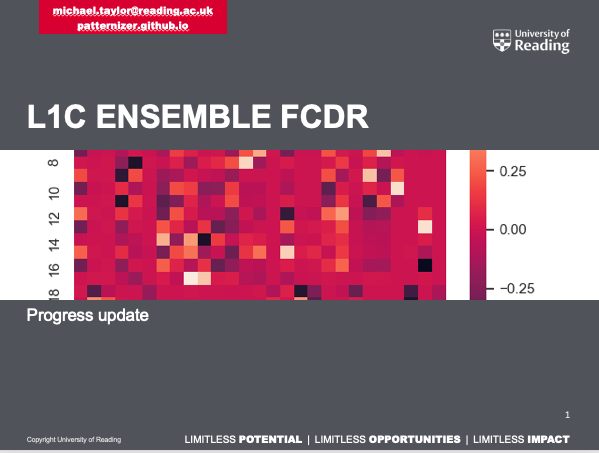 michael.taylor@reading.ac.uk
patternizer.github.io
University of
Reading
L1C ENSEMBLE FCDR
8
10
12
14
16
18
0.25
0.00
−0.25
Progress update
1
Copyright University of Reading
LIMITLESS POTENTIAL | LIMITLESS OPPORTUNITIES | LIMITLESS IMPACT